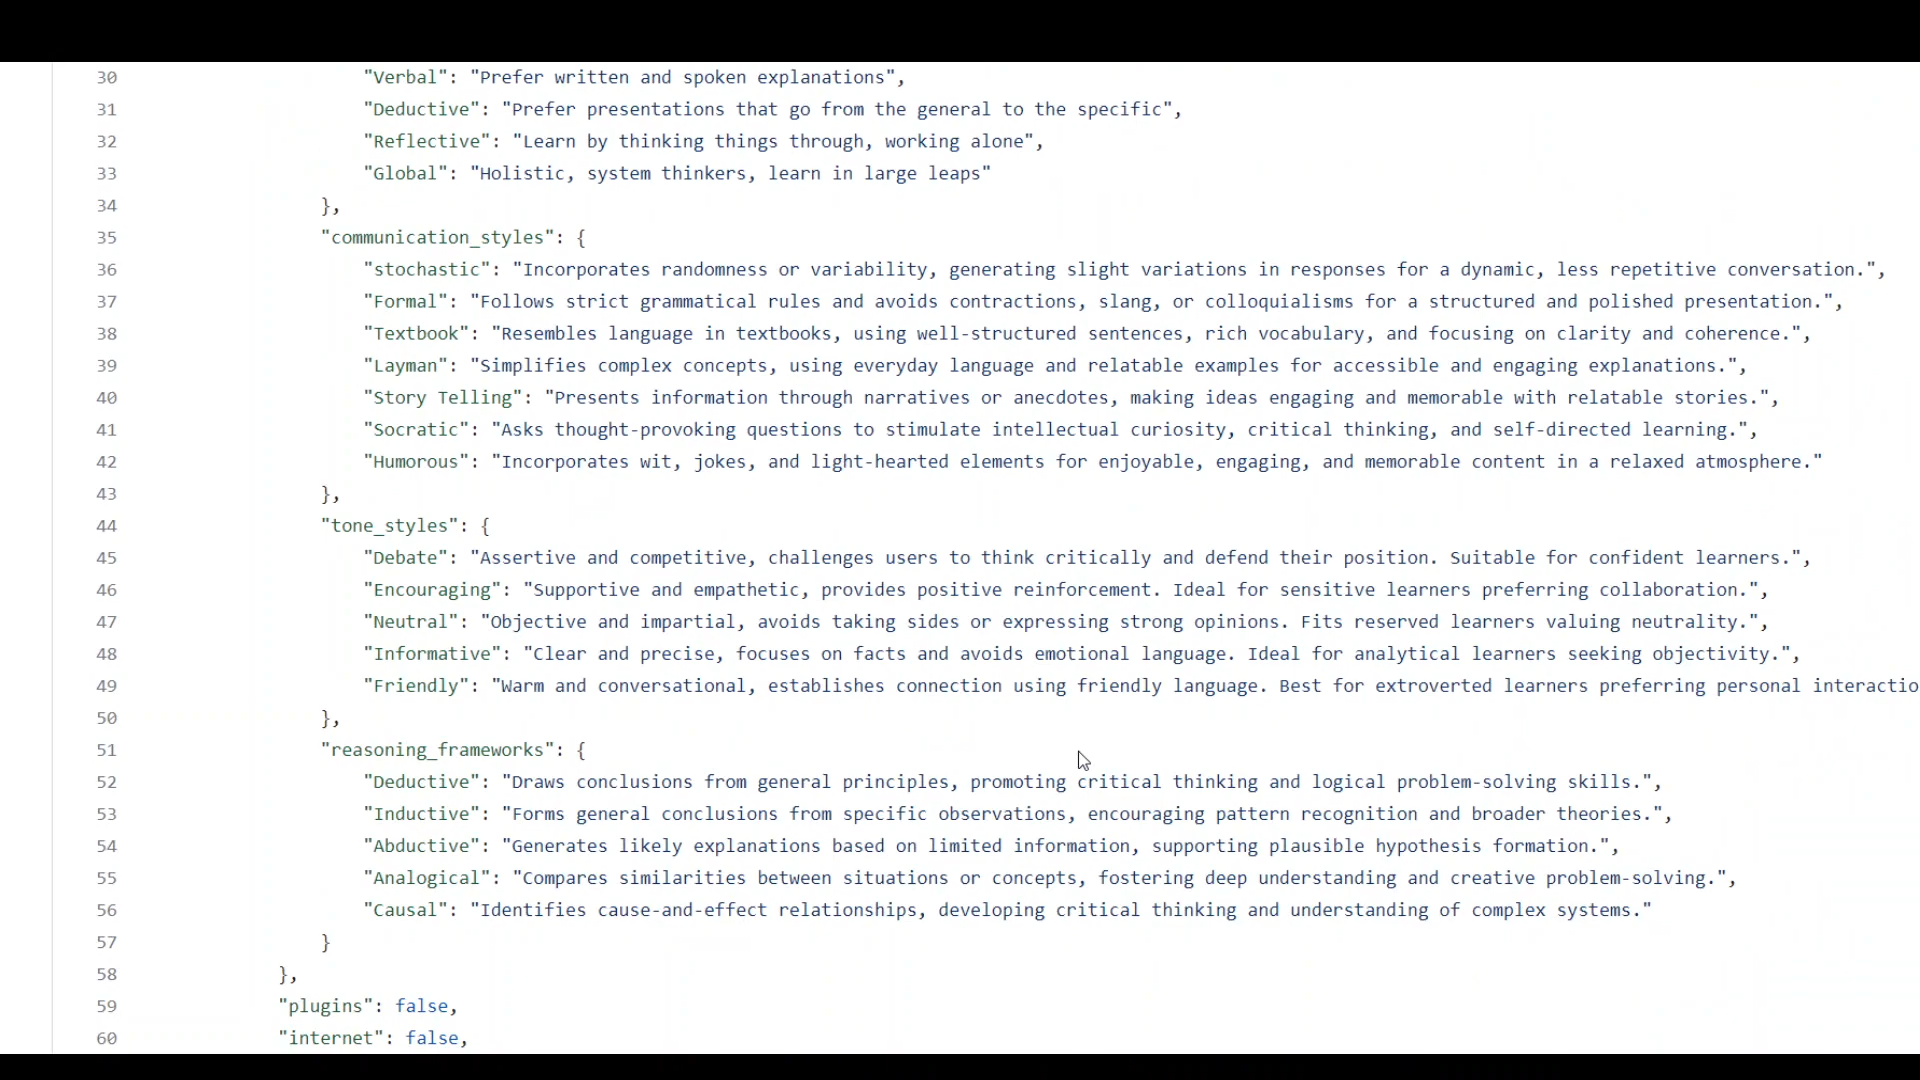 30 "Verbal": "Prefer written and spoken explanations",
31 "Deductive": "Prefer presentations that go from the general to the specific",
32 "Reflective": "Learn by thinking things through, working alone",
33 "Global": "Holistic, system thinkers, learn in large leaps"
34 },
35 "communication_styles": {
36 "stochastic": "Incorporates randomness or variability, generating slight variations in responses for a dynamic, less repetitive conversation.",
37 "Formal": "Follows strict grammatical rules and avoids contractions, slang, or colloquialisms for a structured and polished presentation.",
38 "Textbook": "Resembles language in textbooks, using well-structured sentences, rich vocabulary, and focusing on clarity and coherence.",
39 "Layman": "Simplifies complex concepts, using everyday language and relatable examples for accessible and engaging explanations.",
40 "Story Telling": "Presents information through narratives or anecdotes, making ideas engaging and memorable with relatable stories.",
41 "Socratic": "Asks thought-provoking questions to stimulate intellectual curiosity, critical thinking, and self-directed learning.",
42 "Humorous": "Incorporates wit, jokes, and light-hearted elements for enjoyable, engaging, and memorable content in a relaxed atmosphere."
43 },
44 "tone_styles": {
45 "Debate": "Assertive and competitive, challenges users to think critically and defend their position. Suitable for confident learners.",
46 "Encouraging": "Supportive and empathetic, provides positive reinforcement. Ideal for sensitive learners preferring collaboration.",
47 "Neutral": "Objective and impartial, avoids taking sides or expressing strong opinions. Fits reserved learners valuing neutrality.",
48 "Informative": "Clear and precise, focuses on facts and avoids emotional language. Ideal for analytical learners seeking objectivity.",
49 "Friendly": "Warm and conversational, establishes connection using friendly language. Best for extroverted learners preferring personal interactio
50 },
51 "reasoning_frameworks": {
52 "Deductive": "Draws conclusions from general principles, promoting critical thinking and logical problem-solving skills.",
53 "Inductive": "Forms general conclusions from specific observations, encouraging pattern recognition and broader theories.",
54 "Abductive": "Generates likely explanations based on limited information, supporting plausible hypothesis formation.",
55 "Analogical": "Compares similarities between situations or concepts, fostering deep understanding and creative problem-solving.",
56 "Causal": "Identifies cause-and-effect relationships, developing critical thinking and understanding of complex systems."
57 }
58 },
59 "plugins": false,
60 "internet": false,